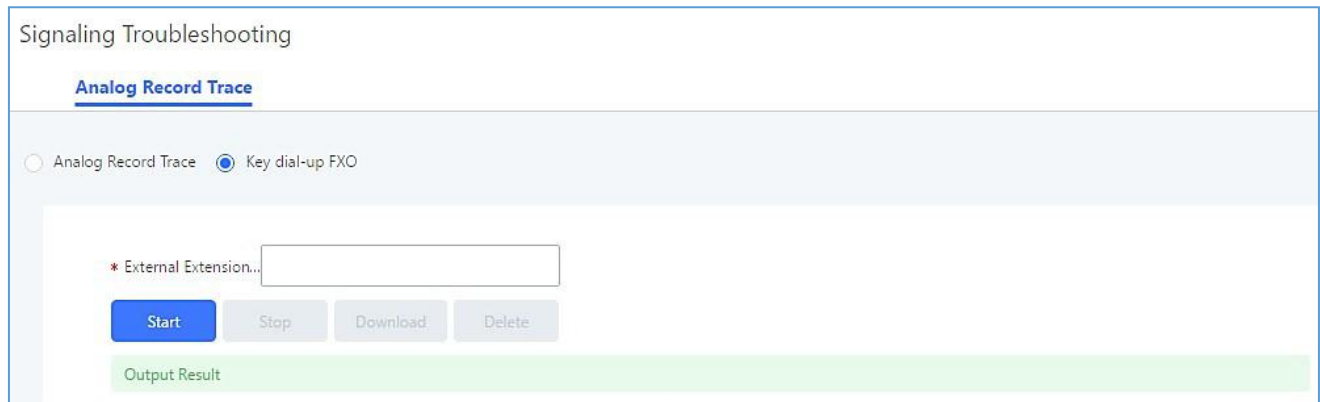 Signaling Troubleshooting
Analog Record Trace
Analog Record Trace Key dial-up FXO
* External Extension...
Start Stop Download Delete
Output Result